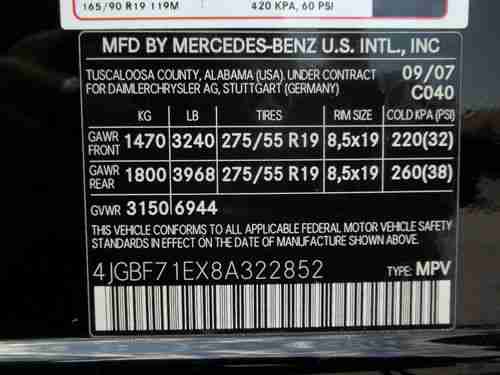 165/90 R19 119M 420 KPA, 60 PSI
MFD BY MERCEDES-BENZ U.S. INTL., INC
TUSCALOOSA COUNTY, ALABAMA (USA). UNDER CONTRACT 09/07
FOR DAIMLERCHRYSLER AG, STUTTGART (GERMANY) C040
KG LB TIRES RIM SIZE COLD KPA (PSI)
GAWR FRONT 1470 3240 275/55 R19 8,5x19 220(32)
GAWR REAR 1800 3968 275/55 R19 8,5x19 260(38)
GVWR 3150 6944
THIS VEHICLE CONFORMS TO ALL APPLICABLE FEDERAL MOTOR VEHICLE SAFETY
STANDARDS IN EFFECT ON THE DATE OF MANUFACTURE SHOWN ABOVE
4JGBF71EX8A322852 TYPE: MPV